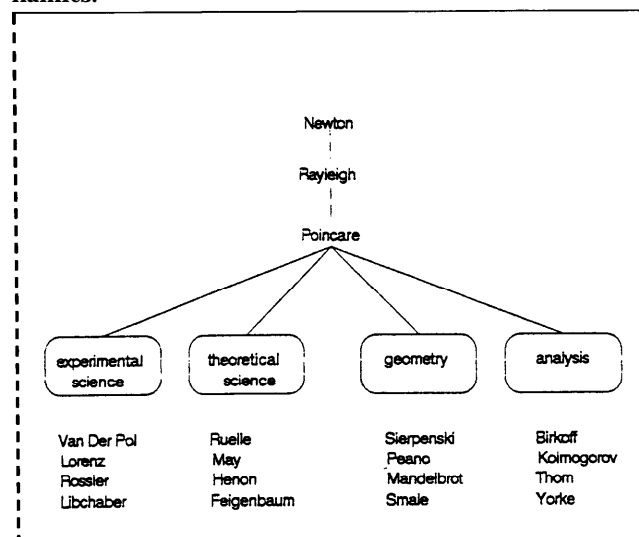 Newton
Rayleigh
Poincare
experimental science
theoretical science
geometry
analysis
Van Der Pol
Lorenz
Rossler
Libchaber
Ruelle
May
Henon
Feigenbaum
Sierpenski
Peano
Mandelbrot
Smale
Birkoff
Kolmogorov
Thom
Yorke